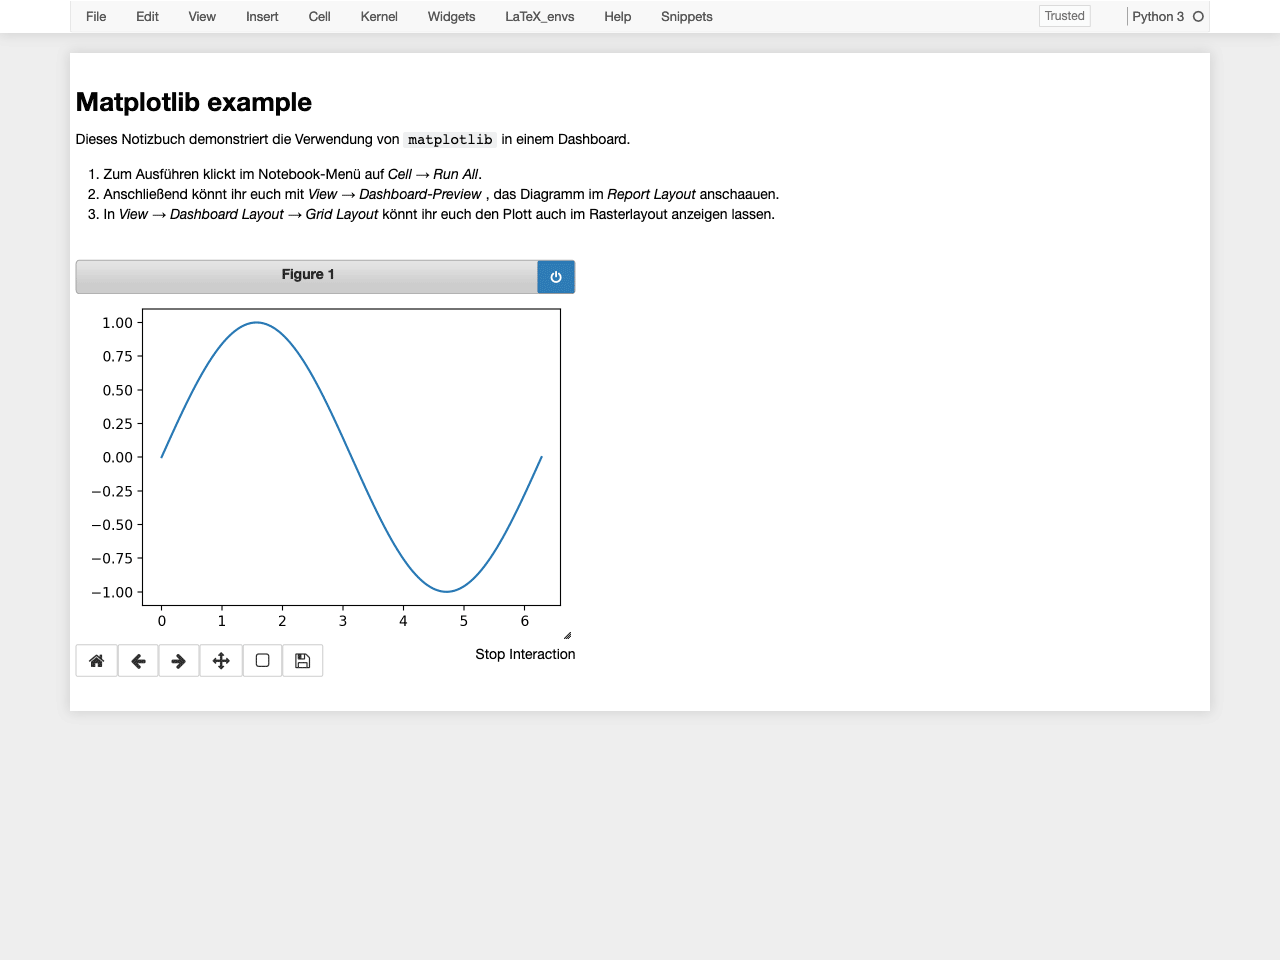 File Edit View Insert Cell Kernel Widgets LaTeX_envs Help Snippets Trusted Python 3
Matplotlib example
Dieses Notizbuch demonstriert die Verwendung von matplotlib in einem Dashboard.
1. Zum Ausführen klickt im Notebook-Menü auf Cell → Run All.
2. Anschließend könnt ihr euch mit View → Dashboard-Preview , das Diagramm im Report Layout anschaauen.
3. In View → Dashboard Layout → Grid Layout könnt ihr euch den Plott auch im Rasterlayout anzeigen lassen.
Figure 1
1.00
0.75
0.50
0.25
0.00
−0.25
−0.50
−0.75
−1.00
0 1 2 3 4 5 6
Stop Interaction